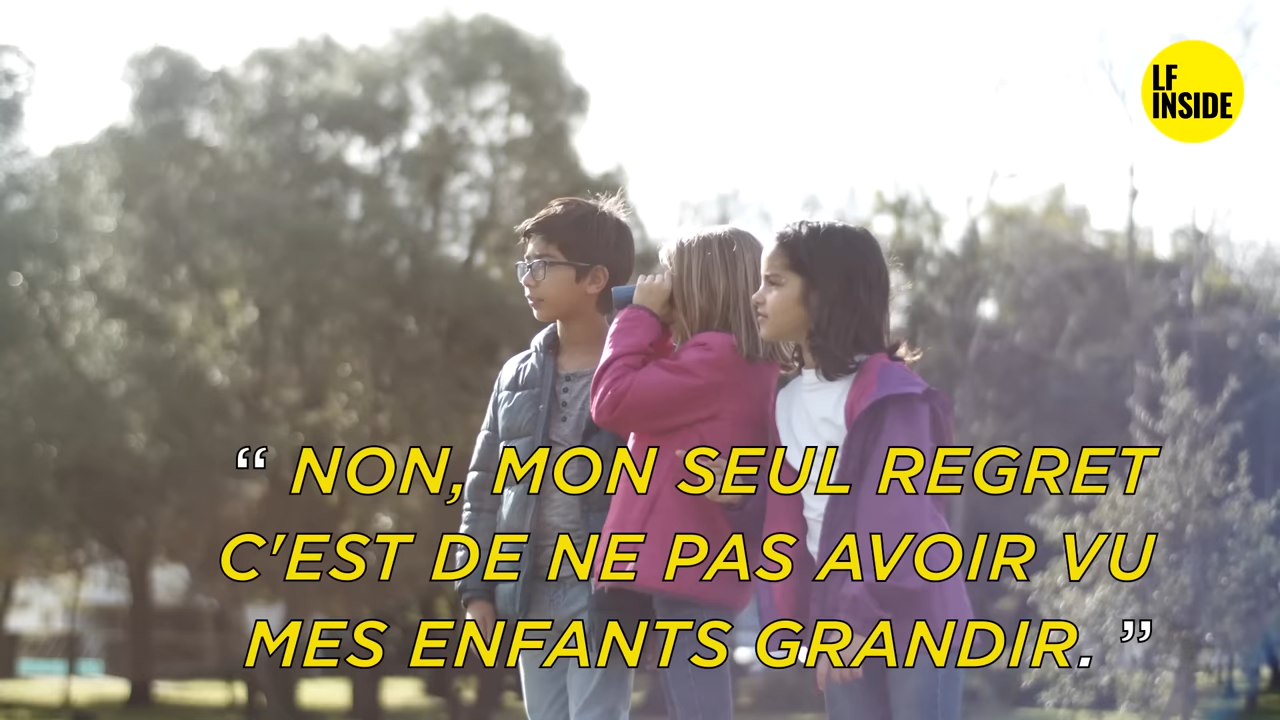 LF
INSIDE
“ NON, MON SEUL REGRET
C'EST DE NE PAS AVOIR VU
MES ENFANTS GRANDIR. ”